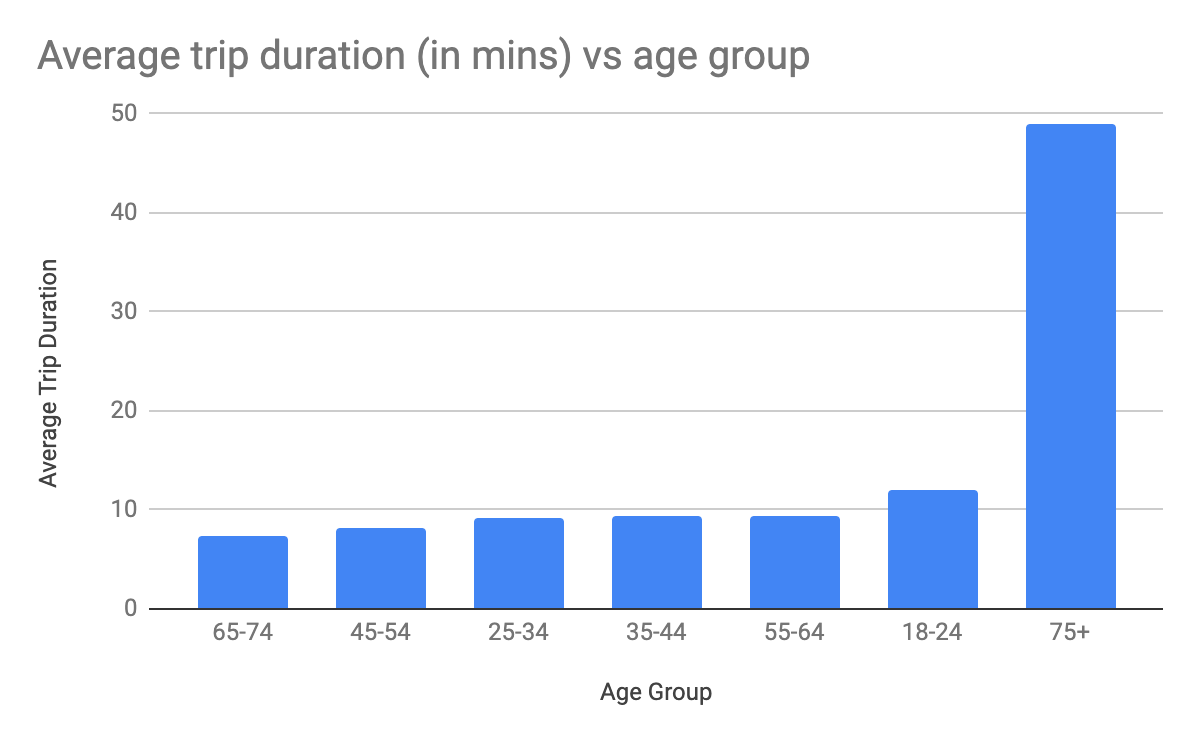 Average trip duration (in mins) vs age group
50
40
30
20
10
0
Average Trip Duration
65-74 45-54 25-34 35-44 55-64 18-24 75+
Age Group